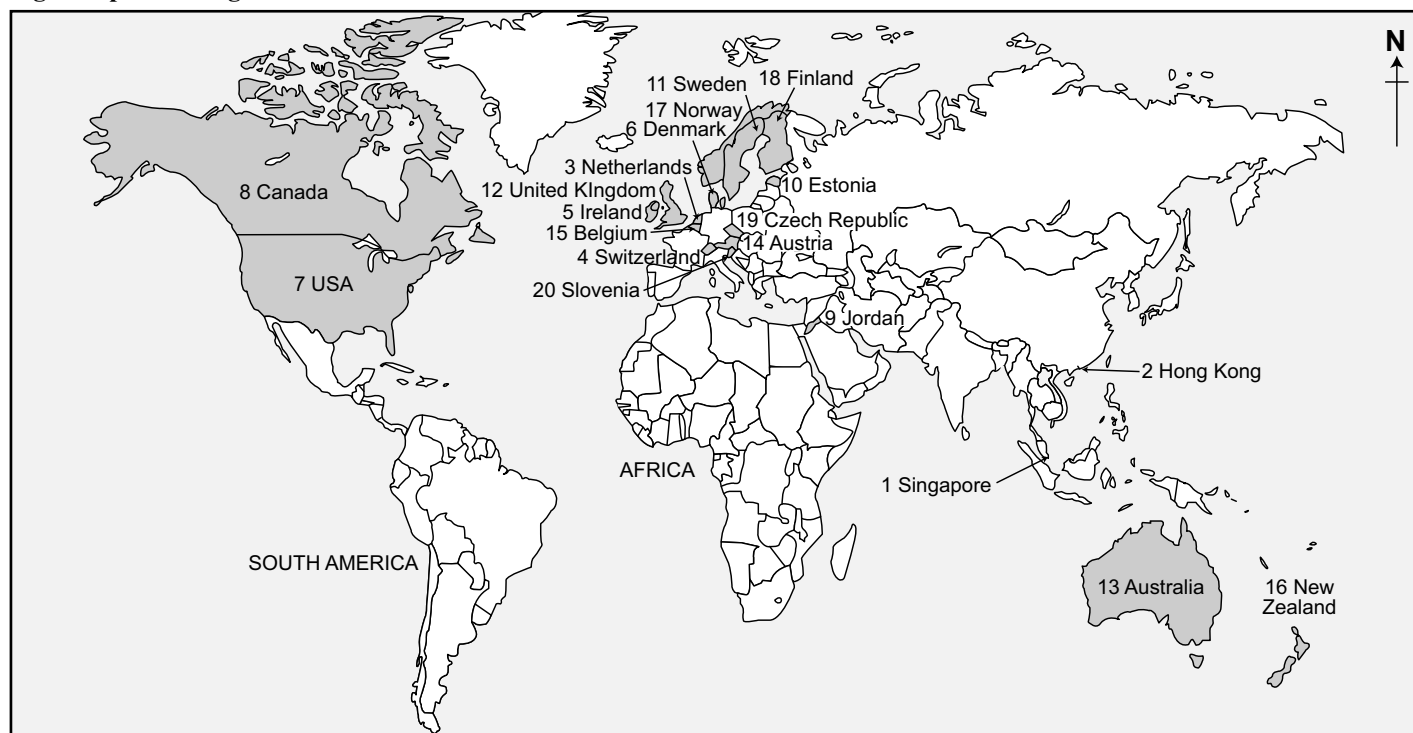 N
18 Finland
11 Sweden
17 Norway
6 Denmark
3 Netherlands
12 United KIngdom
10 Estonia
5 Ireland
19 Czech Republic
15 Belgium
14 Austria
4 Switzerland
8 Canada
7 USA
20 Slovenia
9 Jordan
2 Hong Kong
AFRICA
1 Singapore
SOUTH AMERICA
13 Australia
16 New
Zealand